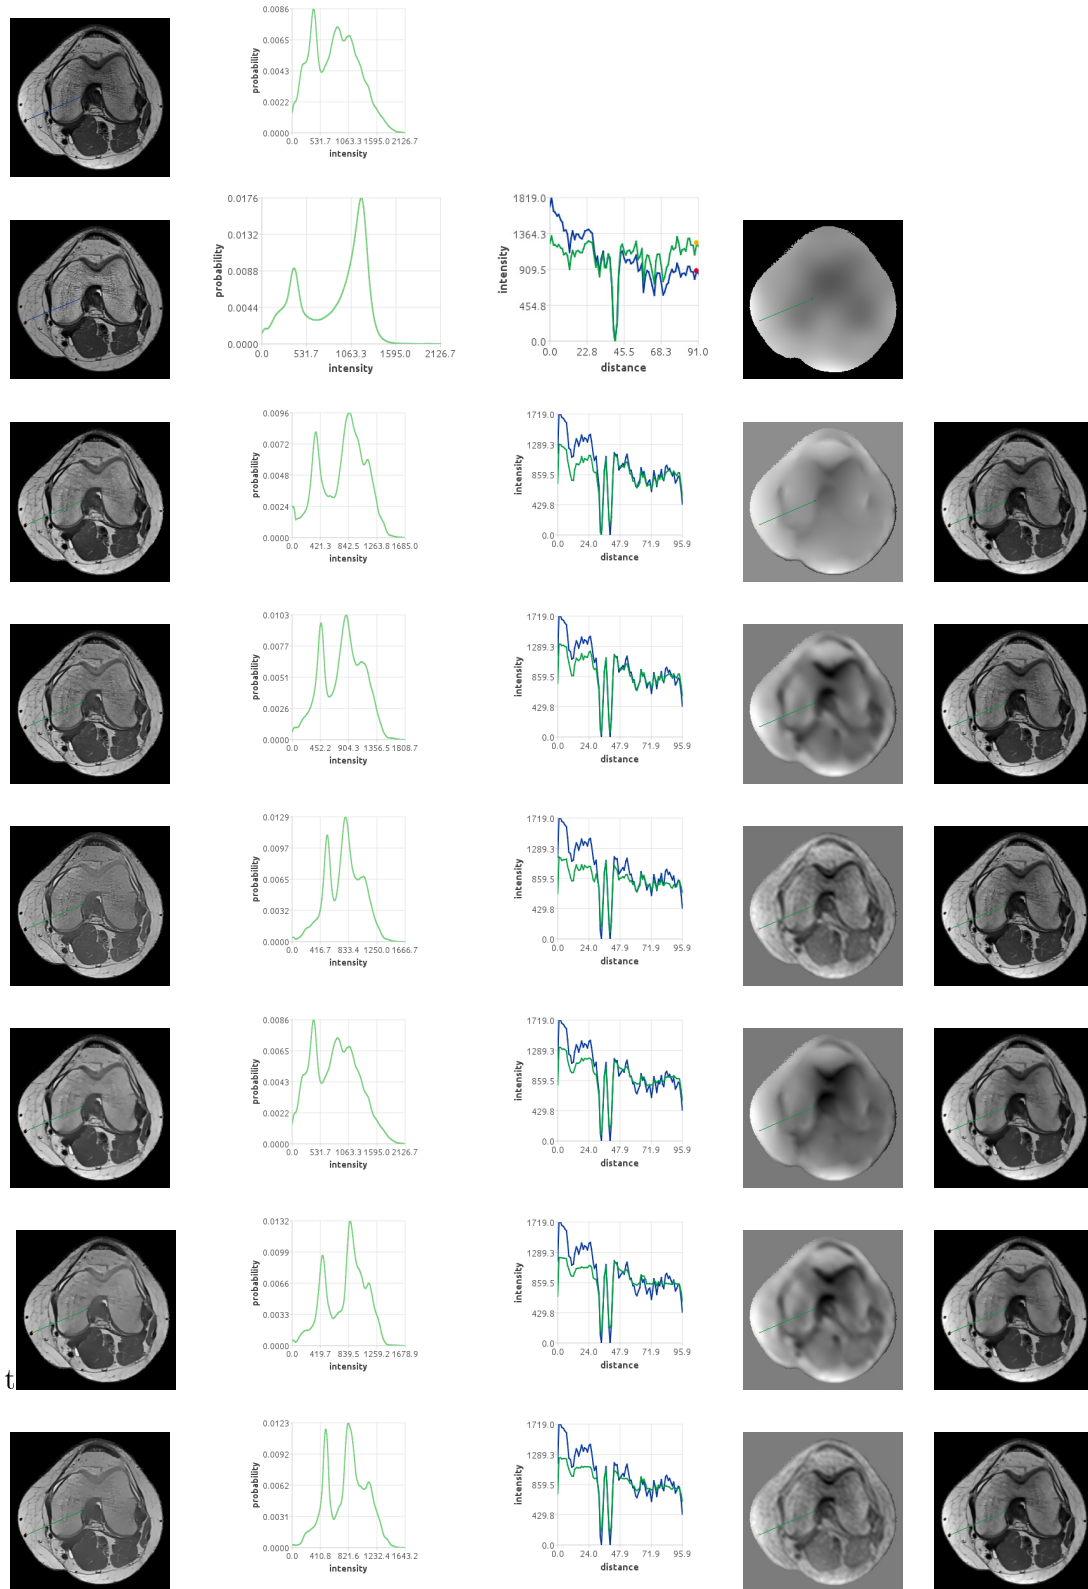 0.0086
0.0065
0.0043
0.0022
0.0000
probability
0.0 531.7 1063.3 1595.0 2126.7
intensity
0.0176
0.0132
0.0088
0.0044
0.0000
probability
0.0 531.7 1063.3 1595.0 2126.7
intensity
1819.0
1364.3
909.5
454.8
0.0
intensity
0.0 22.8 45.5 68.3 91.0
distance
0.0096
0.0072
0.0048
0.0024
0.0000
probability
0.0 421.3 842.5 1263.8 1685.0
intensity
1719.0
1289.3
859.5
429.8
0.0
intensity
0.0 24.0 47.9 71.9 95.9
distance
0.0103
0.0077
0.0051
0.0026
0.0000
probability
0.0 452.2 904.3 1356.5 1808.7
intensity
1719.0
1289.3
859.5
429.8
0.0
intensity
0.0 24.0 47.9 71.9 95.9
distance
0.0129
0.0097
0.0065
0.0032
0.0000
probability
0.0 416.7 833.4 1250.0 1666.7
intensity
1719.0
1289.3
859.5
429.8
0.0
intensity
0.0 24.0 47.9 71.9 95.9
distance
0.0086
0.0065
0.0043
0.0022
0.0000
probability
0.0 531.7 1063.3 1595.0 2126.7
intensity
1719.0
1289.3
859.5
429.8
0.0
intensity
0.0 24.0 47.9 71.9 95.9
distance
t
0.0132
0.0099
0.0066
0.0033
0.0000
probability
0.0 419.7 839.5 1259.2 1678.9
intensity
1719.0
1289.3
859.5
429.8
0.0
intensity
0.0 24.0 47.9 71.9 95.9
distance
0.0123
0.0092
0.0062
0.0031
0.0000
probability
0.0 410.8 821.6 1232.4 1643.2
intensity
1719.0
1289.3
859.5
429.8
0.0
intensity
0.0 24.0 47.9 71.9 95.9
distance